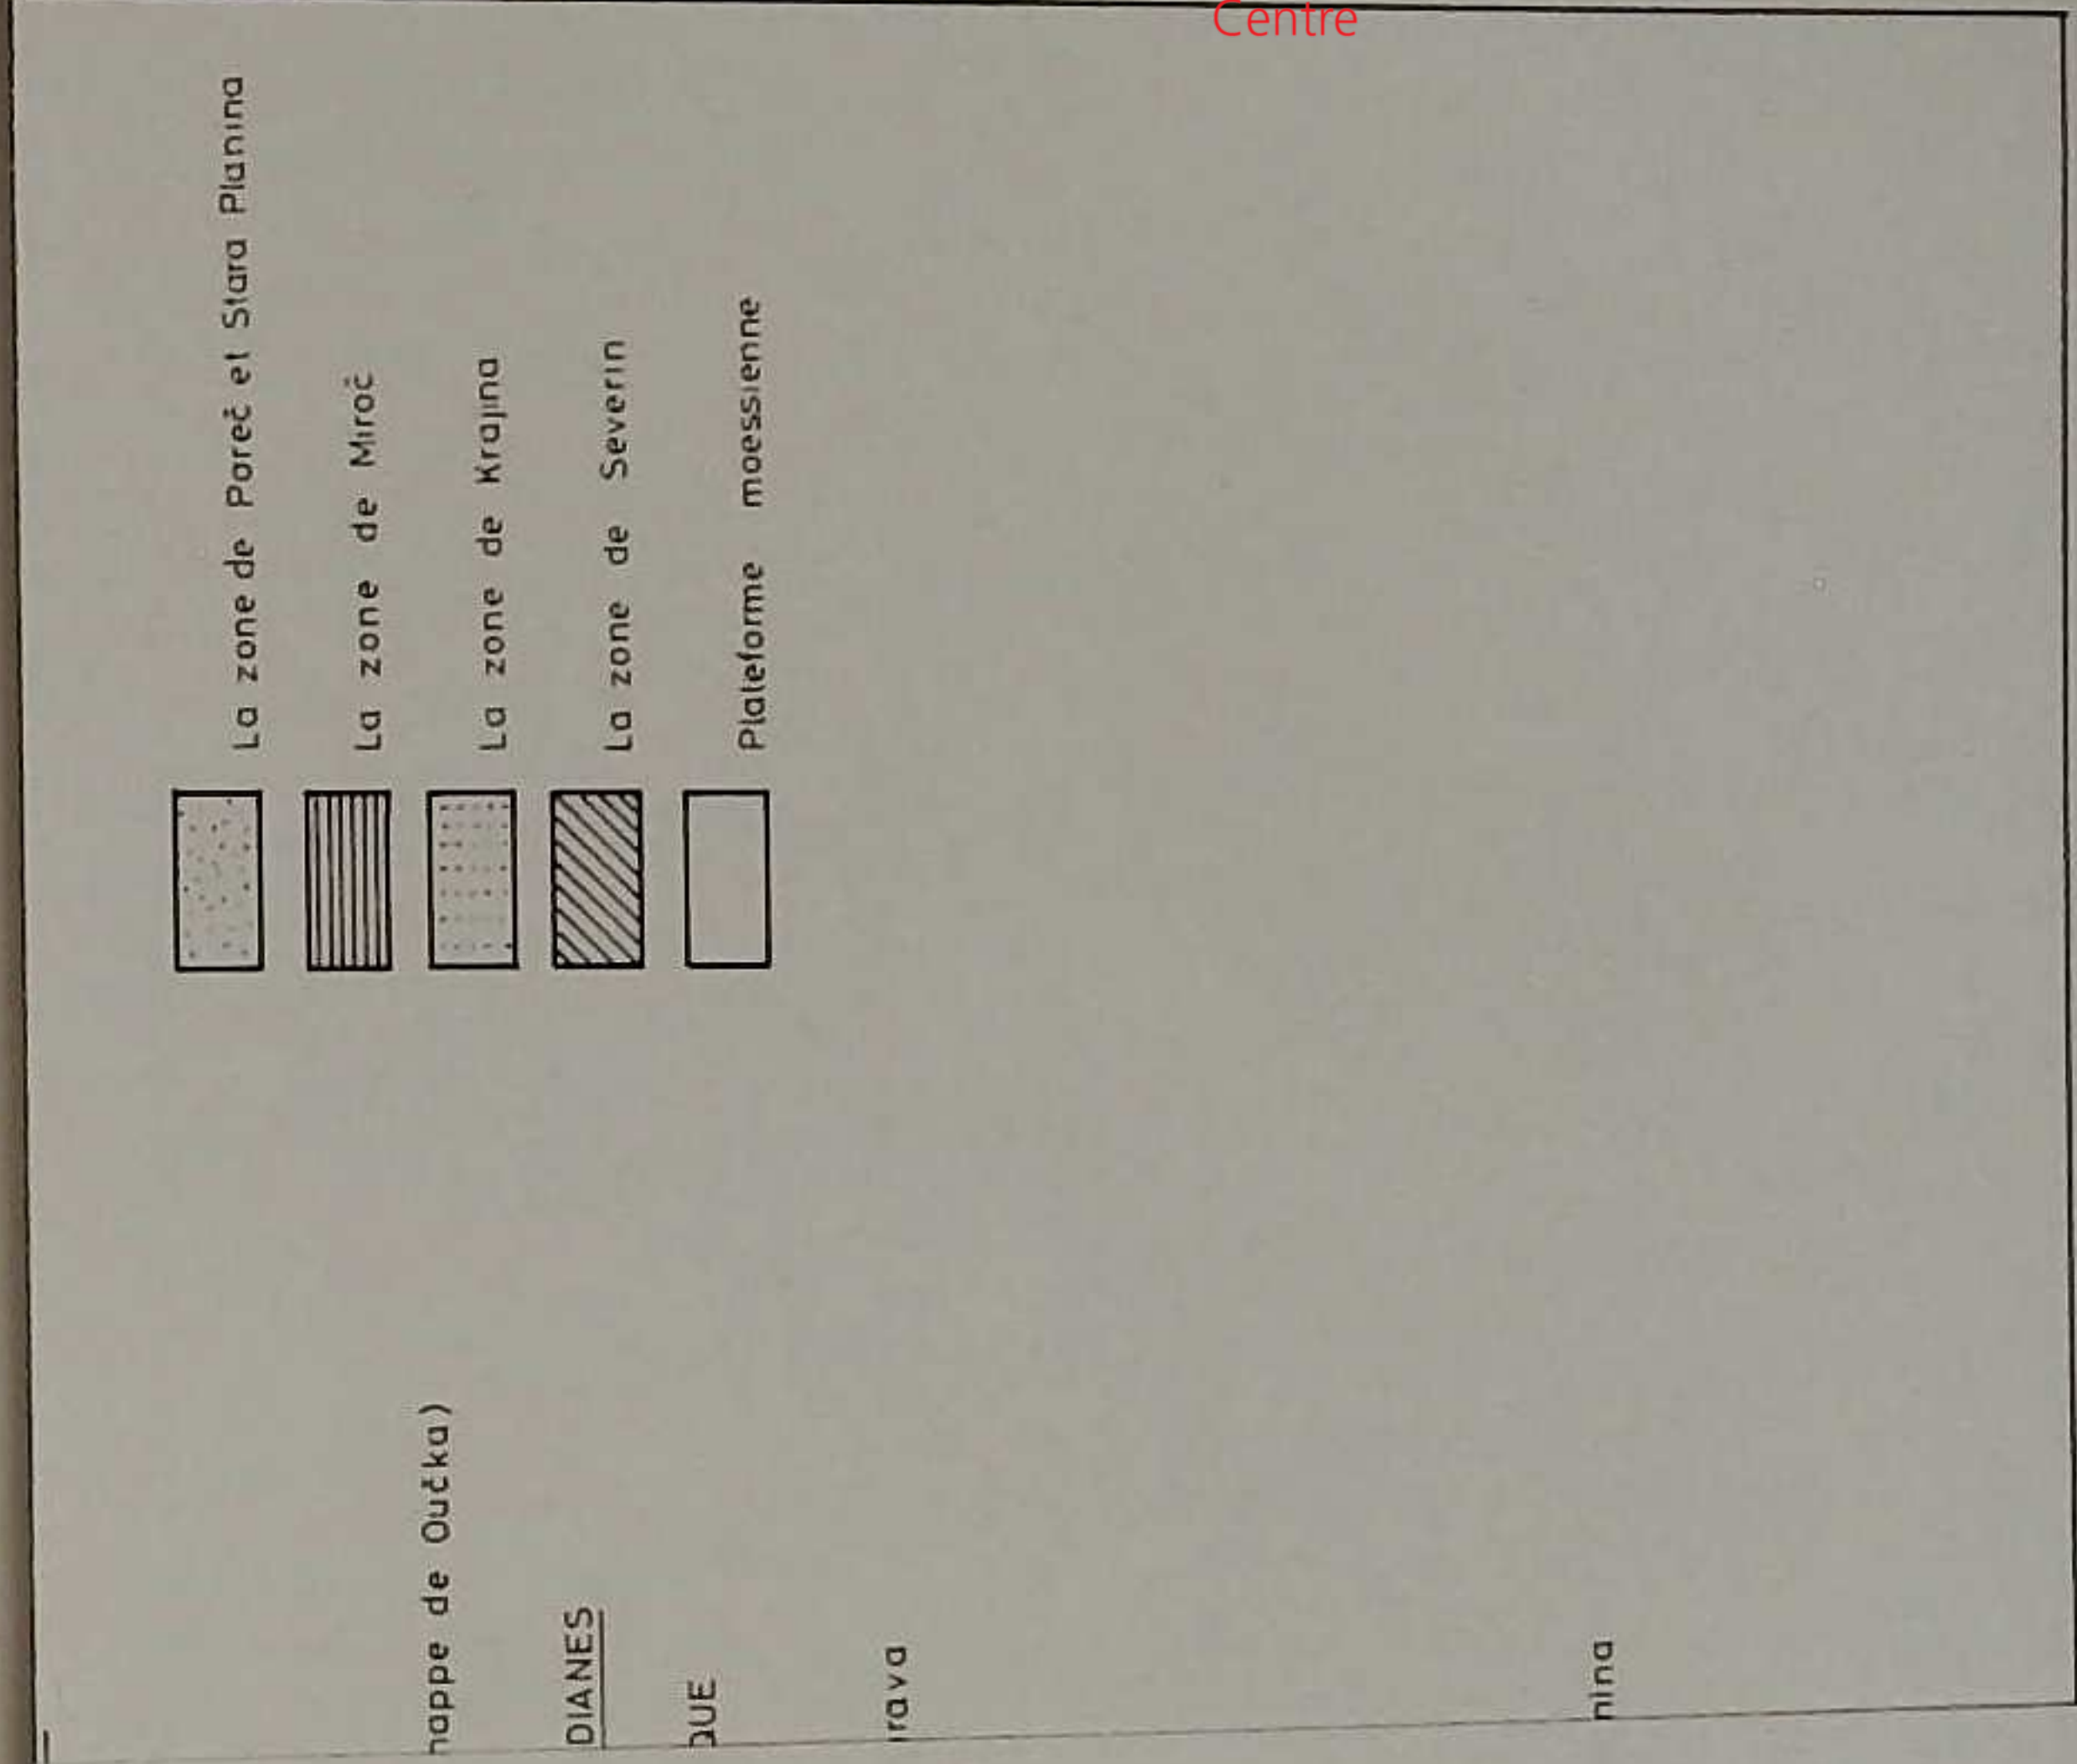 Centre
La zone de Poreč et Stara Planina
La zone de Miroč
La zone de Krajina
La zone de Severin
Plateforme moessienne
nappe de Oučka)
DIANES
QUE
rava
nina